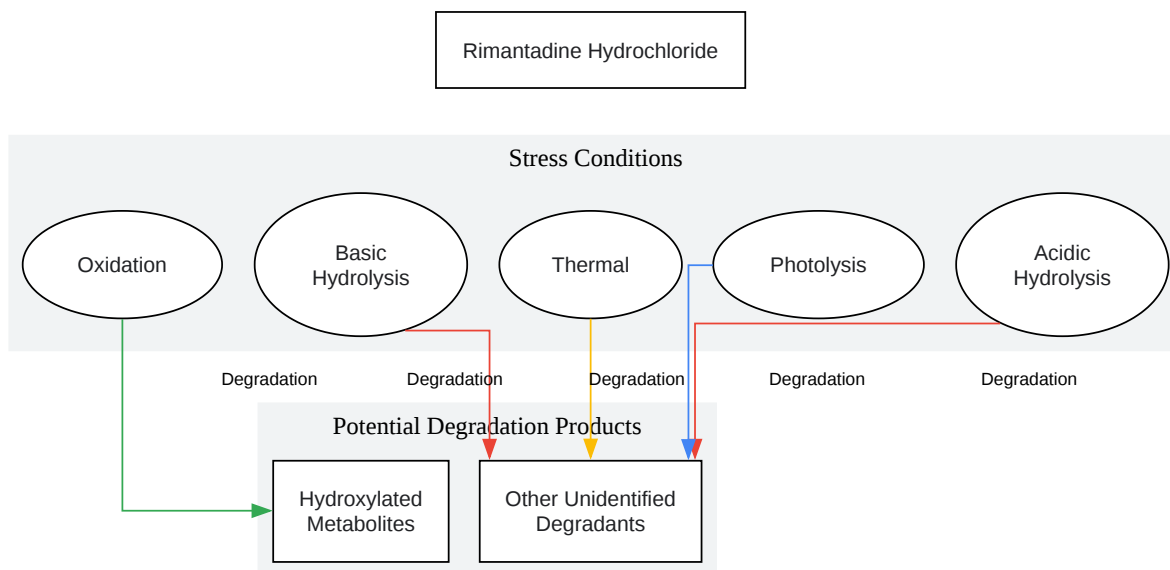 Rimantadine Hydrochloride
Stress Conditions
Oxidation
Basic
Hydrolysis
Thermal
Photolysis
Acidic
Hydrolysis
Degradation
Degradation
Degradation
Degradation
Degradation
Potential Degradation Products
Hydroxylated
Metabolites
Other Unidentified
Degradants